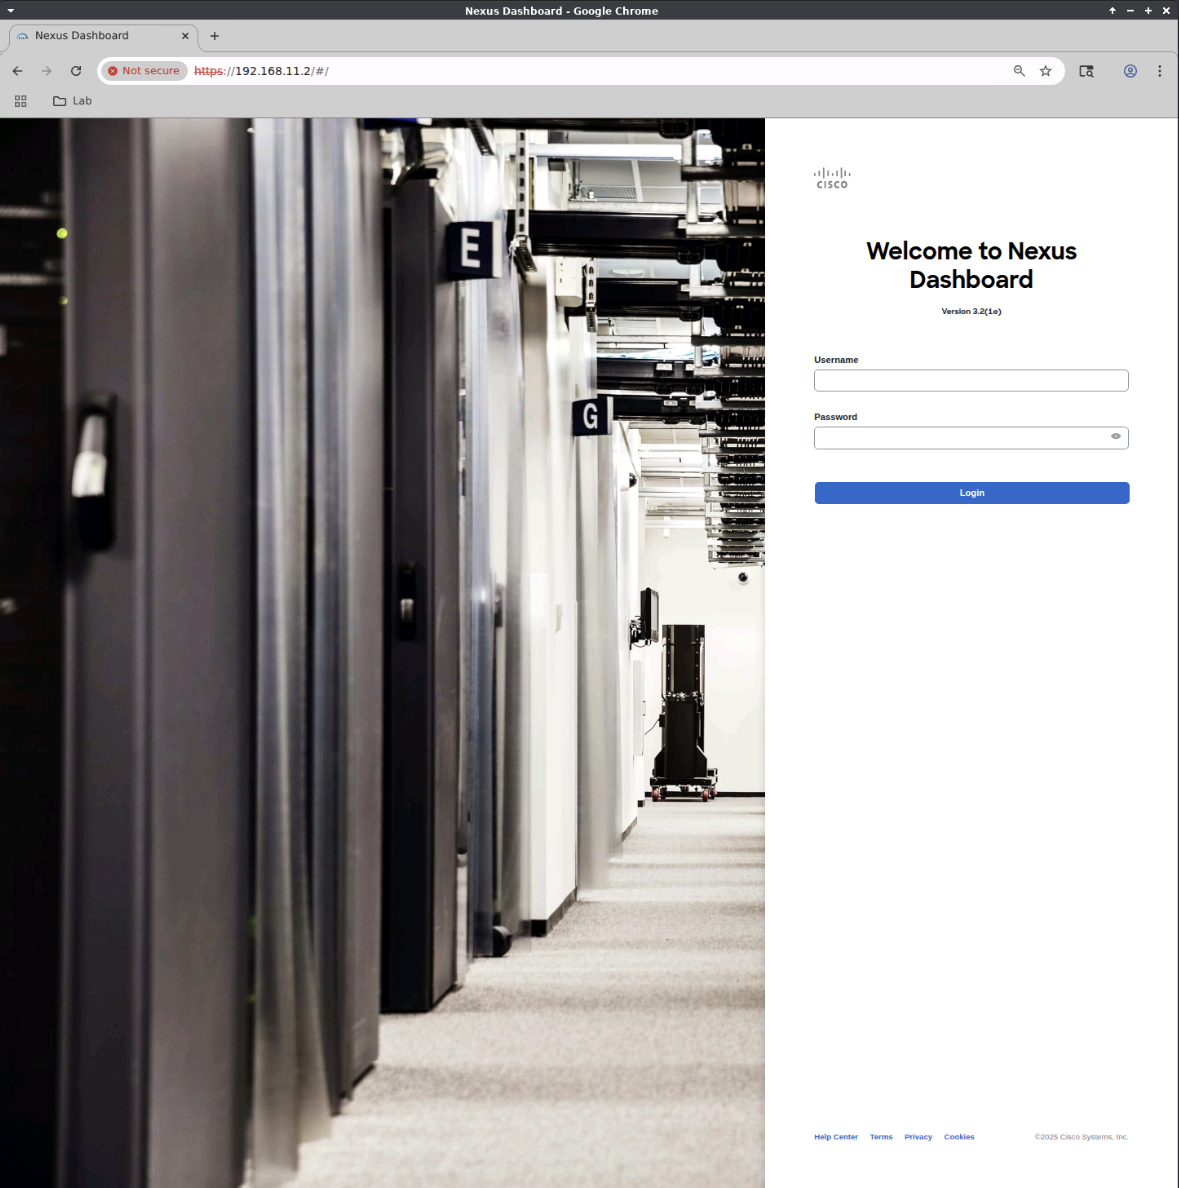 Nexus Dashboard - Google Chrome
Nexus Dashboard
Not secure https://192.168.11.2/#/
Lab
CISCO
Welcome to Nexus
Dashboard
Version 3.2(1e)
Username
Password
Login
E
G
Help Center Terms Privacy Cookies ©2025 Cisco Systems, Inc.